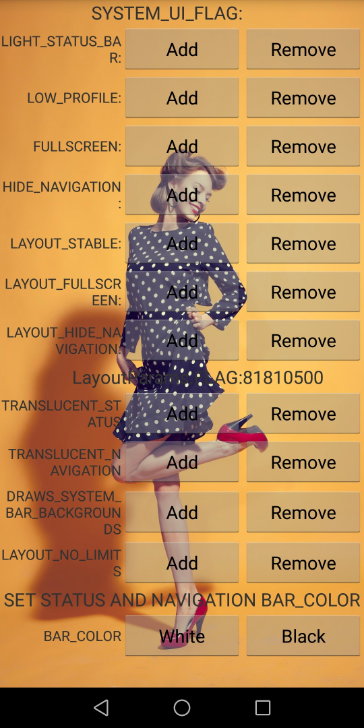 SYSTEM_UI_FLAG:
LIGHT_STATUS_BA
R:
Add
Remove
LOW_PROFILE:
Add
Remove
FULLSCREEN:
Add
Remove
HIDE_NAVIGATION
:
Add
Remove
LAYOUT_STABLE:
Add
Remove
LAYOUT_FULLSCR
EEN:
Add
Remove
LAYOUT_HIDE_NA
VIGATION:
Add
Remove
AG:81810500
TRANSLUCENT_ST
ATUS
Add
Remove
TRANSLUCENT_N
AVIGATION
Add
Remove
DRAWS_SYSTEM_
BAR_BACKGROUN
DS
Add
Remove
LAYOUT_NO_LIMIT
S
Add
Remove
SET STATUS AND NAVIGATION BAR_COLOR
BAR_COLOR
White
Black